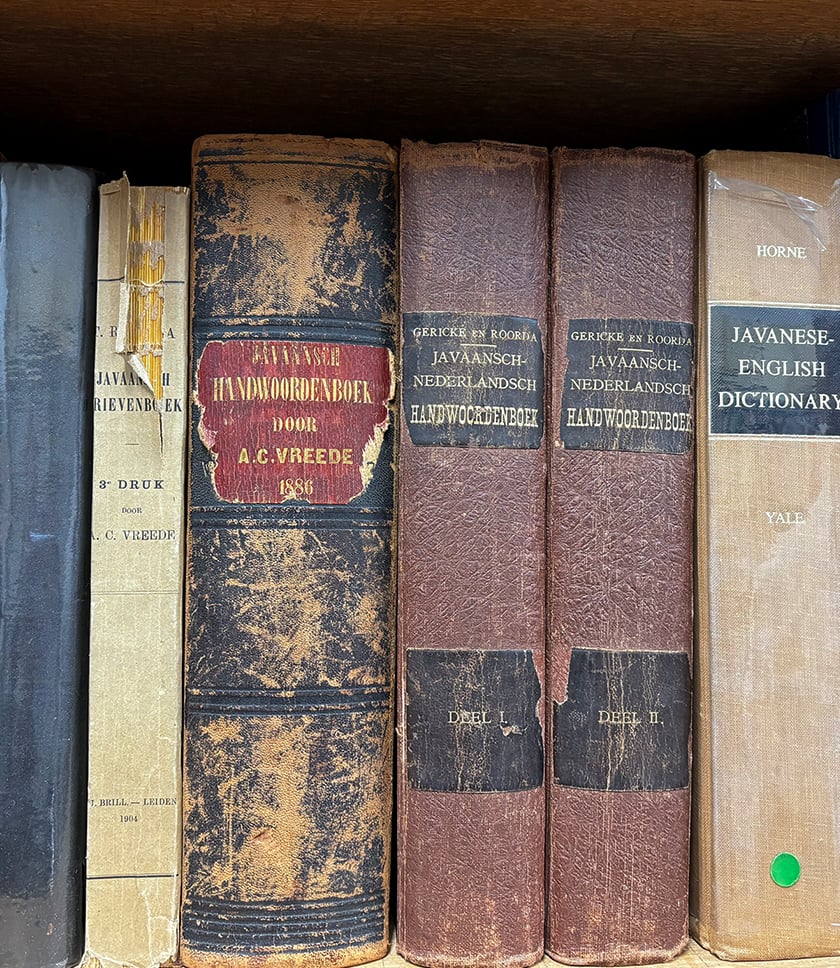 JAVAANSCH
3ᵉ DRUK
DOOR
A. C. VREEDE
BRILL. — LEIDEN
1904
JAVAANSCH
HANDWOORDENBOEK
DOOR
A.C.VREEDE
1886
GERICKE EN ROORDA
JAVAANSCH-
NEDERLANDSCH
HANDWOORDENBOEK
DEEL I.
GERICKE EN ROORDA
JAVAANSCH-
NEDERLANDSCH
HANDWOORDENBOEK
DEEL II.
HORNE
JAVANESE-
ENGLISH
DICTIONARY
YALE